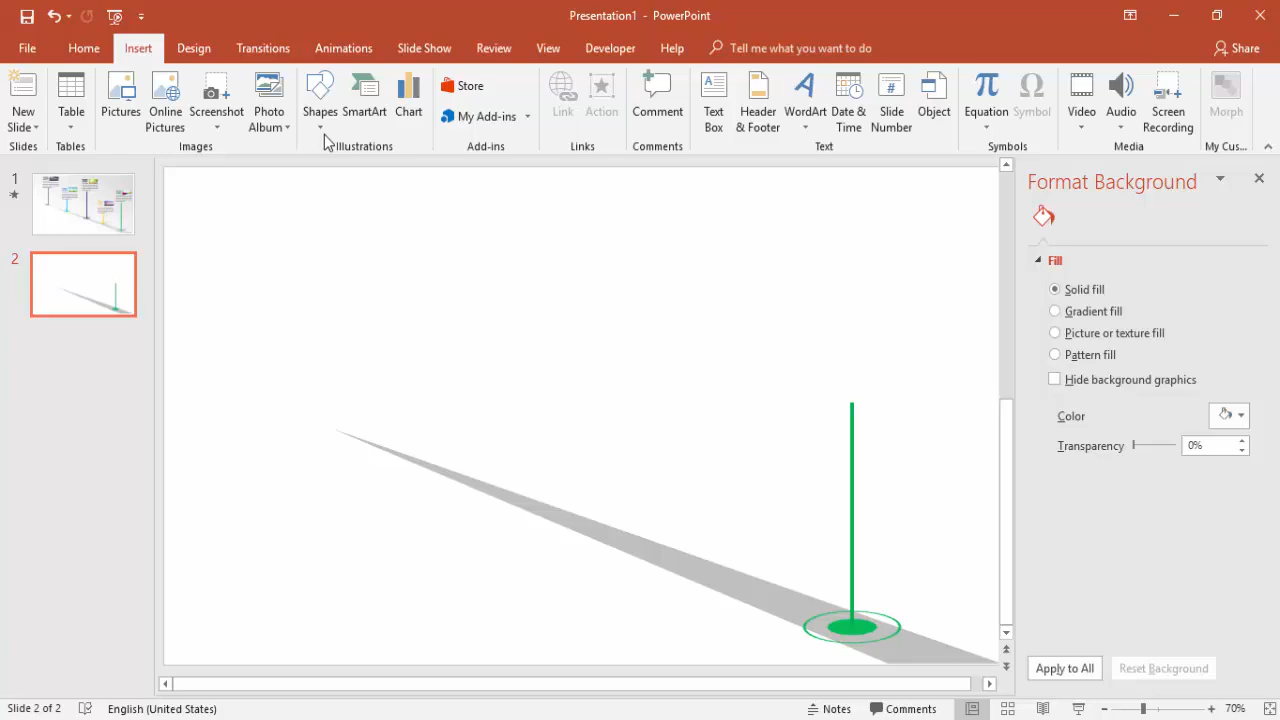 Presentation1 - PowerPoint
File Home Insert Design Transitions Animations Slide Show Review View Developer Help Tell me what you want to do Share
New Slide
Table
Pictures
Online Pictures
Screenshot
Photo Album
Shapes
SmartArt
Chart
Store
My Add-ins
Link
Action
Comment
Text Box
Header & Footer
WordArt
Date & Time
Slide Number
Object
Equation
Symbol
Video
Audio
Screen Recording
Morph
Slides Tables Images Illustrations Add-ins Links Comments Text Symbols Media My Cus...
1
2
Format Background
Fill
Solid fill
Gradient fill
Picture or texture fill
Pattern fill
Hide background graphics
Color
Transparency 0%
Apply to All Reset Background
Slide 2 of 2 English (United States) Notes Comments 70%